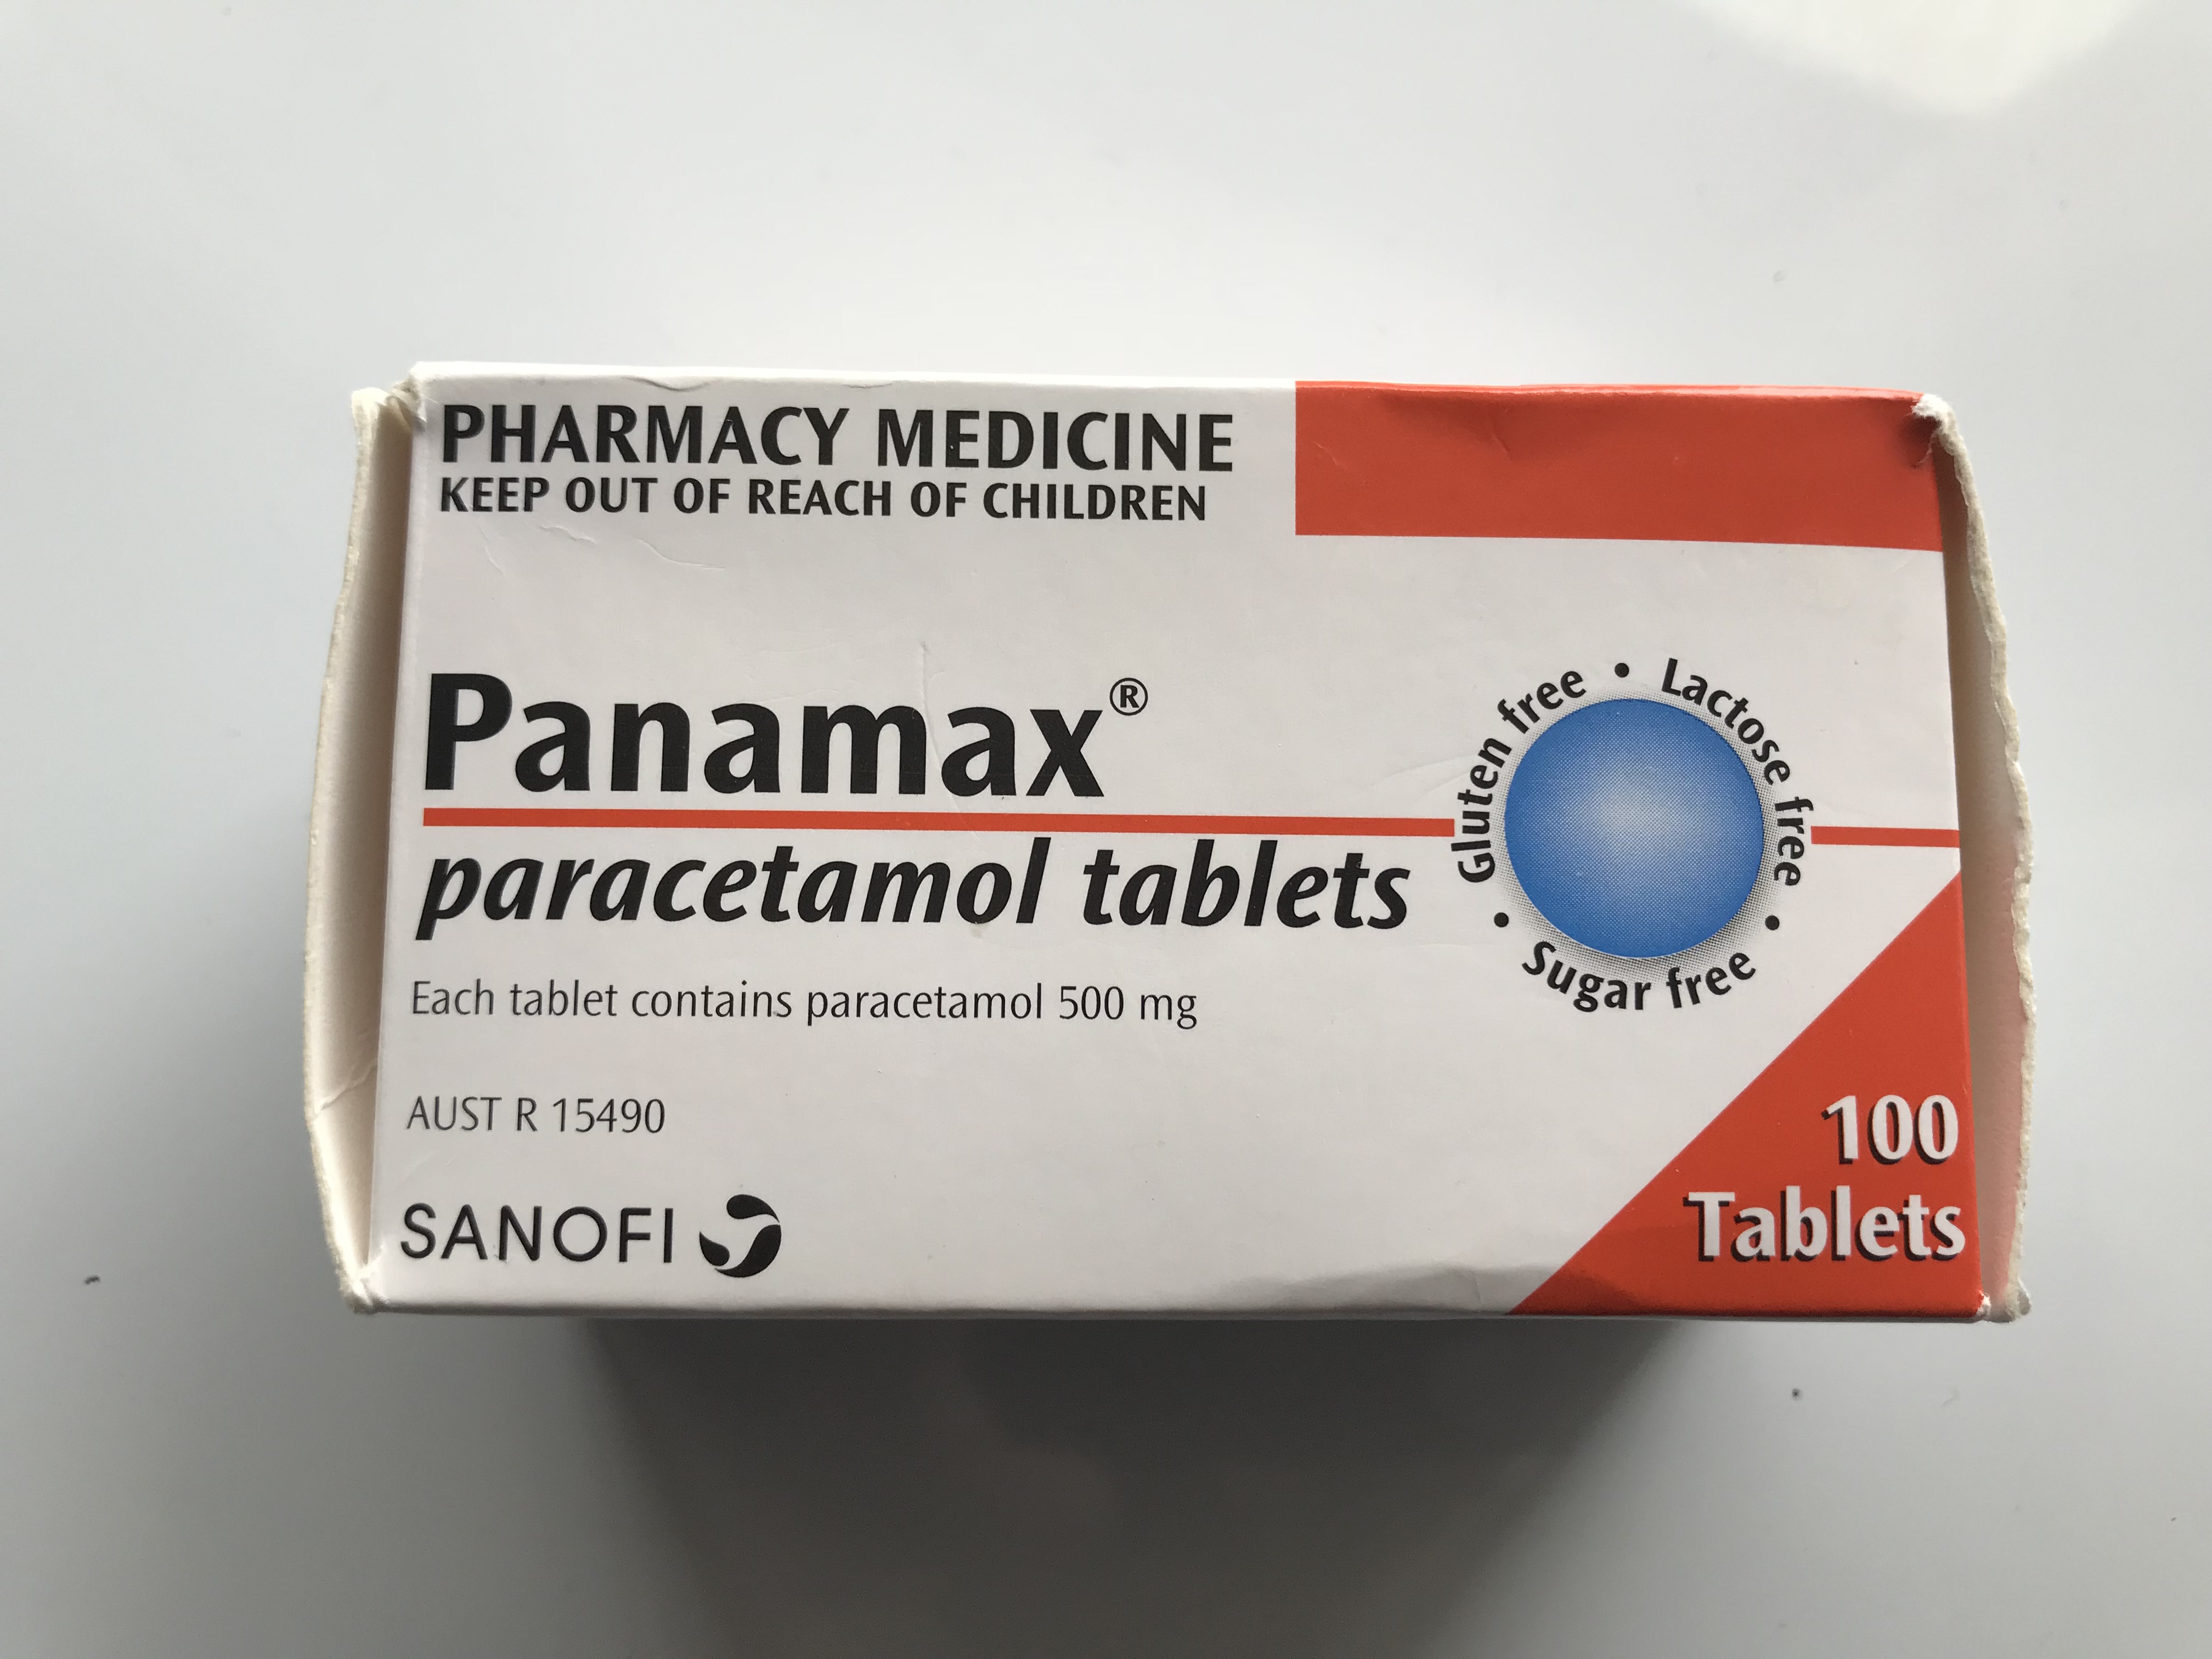 PHARMACY MEDICINE
KEEP OUT OF REACH OF CHILDREN
Panamax®
paracetamol tablets
Gluten free • Lactose free • Sugar free •
Each tablet contains paracetamol 500 mg
AUST R 15490
SANOFI
100
Tablets